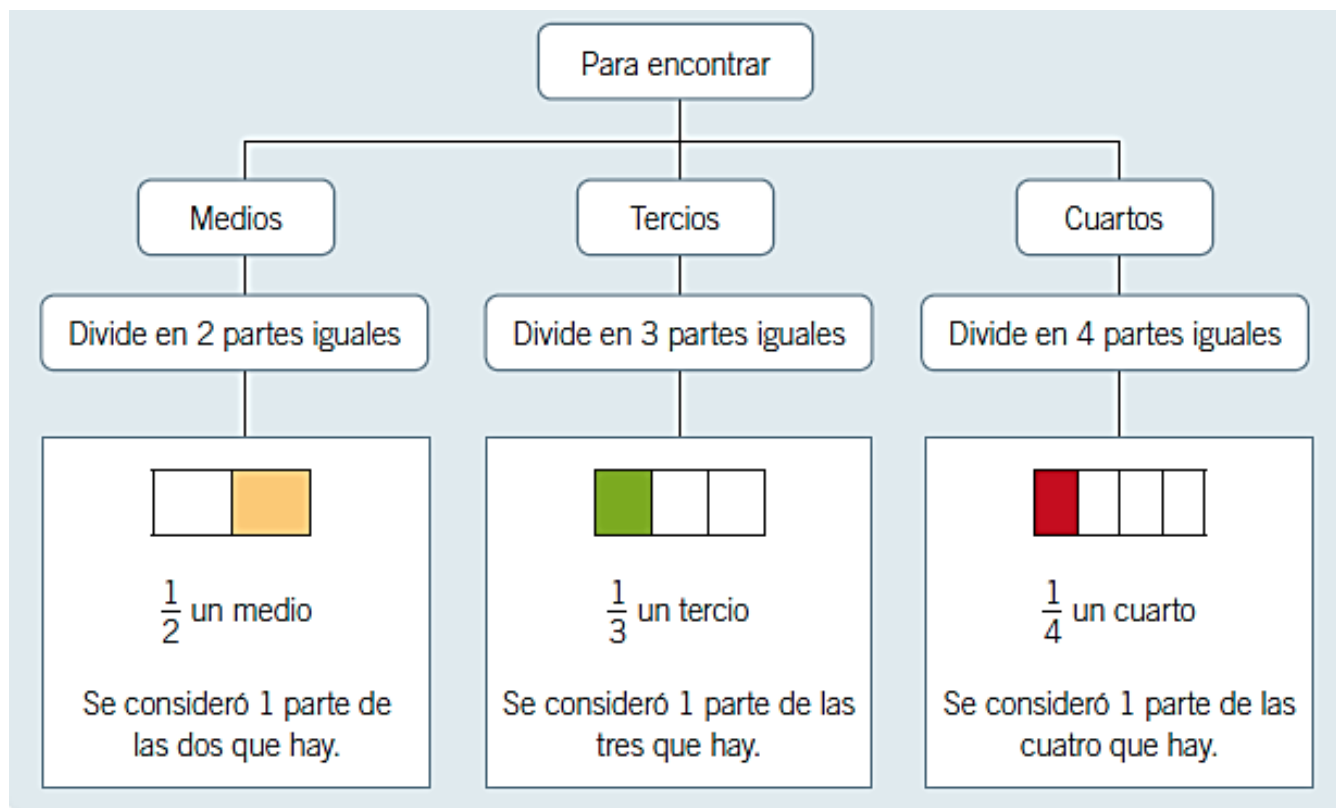 Para encontrar
Medios
Tercios
Cuartos
Divide en 2 partes iguales
Divide en 3 partes iguales
Divide en 4 partes iguales
1/2 un medio
Se consideró 1 parte de
las dos que hay.
1/3 un tercio
Se consideró 1 parte de las
tres que hay.
1/4 un cuarto
Se consideró 1 parte de las
cuatro que hay.